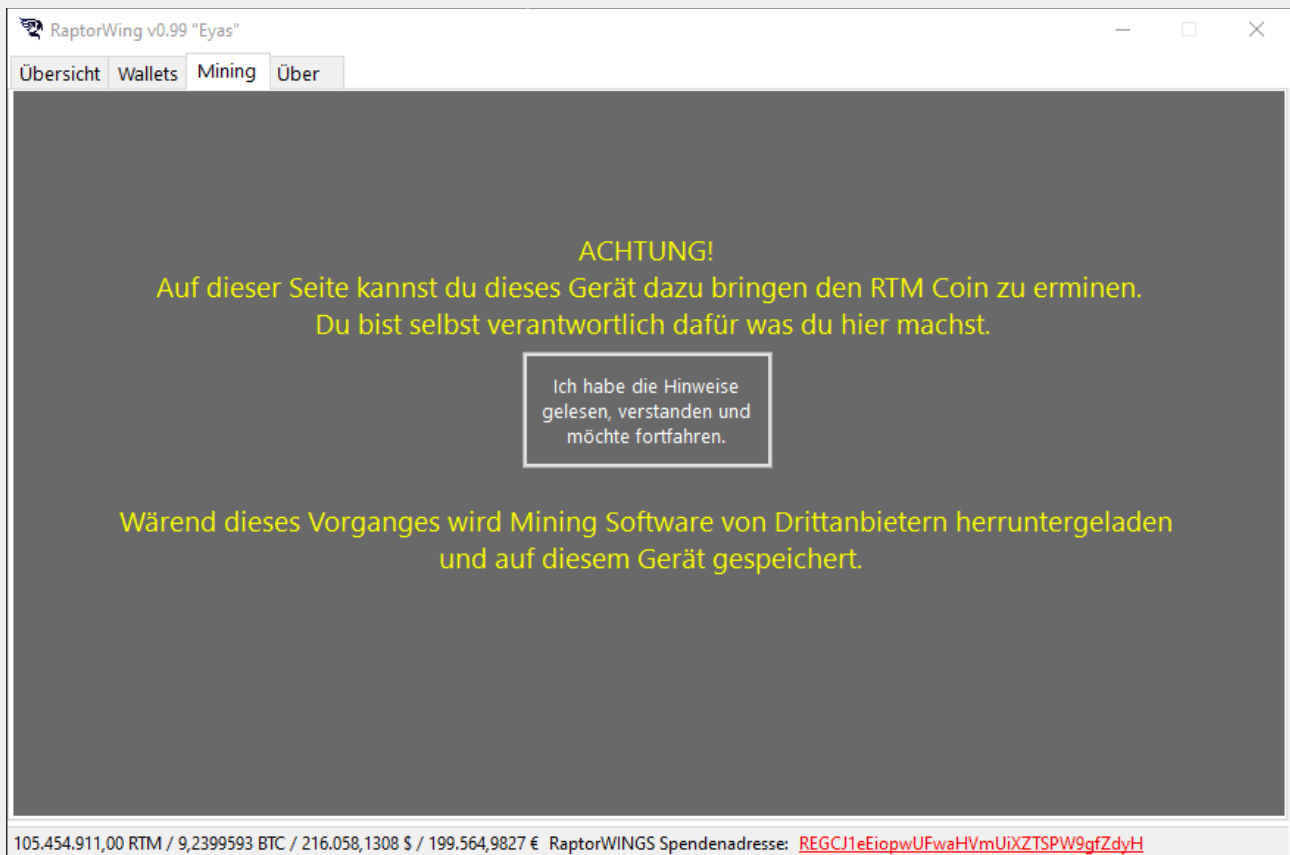 RaptorWing v0.99 "Eyas"
Übersicht Wallets Mining Über
ACHTUNG!
Auf dieser Seite kannst du dieses Gerät dazu bringen den RTM Coin zu erminen.
Du bist selbst verantwortlich dafür was du hier machst.
Ich habe die Hinweise
gelesen, verstanden und
möchte fortfahren.
Wärend dieses Vorganges wird Mining Software von Drittanbietern herruntergeladen
und auf diesem Gerät gespeichert.
105.454.911,00 RTM / 9,2399593 BTC / 216.058,1308 $ / 199.564,9827 € RaptorWINGS Spendenadresse: REGCJ1eEiopwUFwaHVmUiXZTSPW9gfZdyH